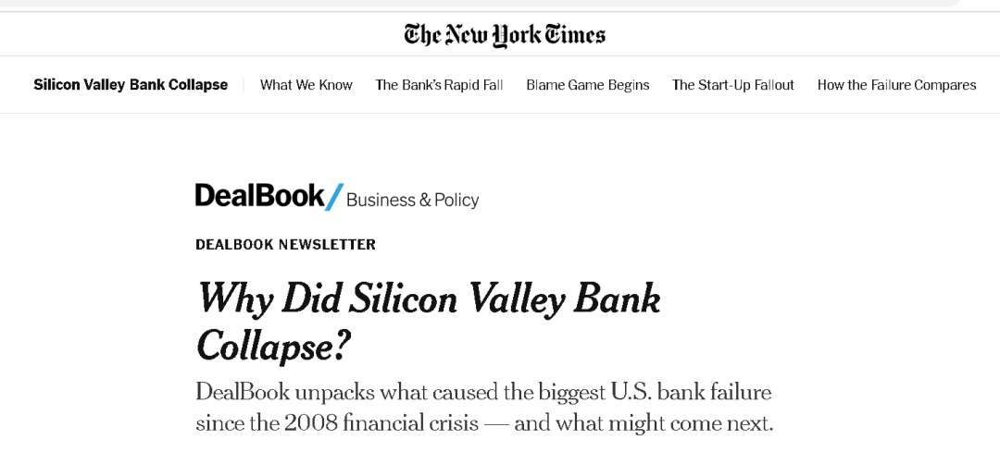 The New York Times
Silicon Valley Bank Collapse What We Know The Bank's Rapid Fall Blame Game Begins The Start-Up Fallout How the Failure Compares
DealBook/ Business & Policy
DEALBOOK NEWSLETTER
Why Did Silicon Valley Bank
Collapse?
DealBook unpacks what caused the biggest U.S. bank failure
since the 2008 financial crisis — and what might come next.